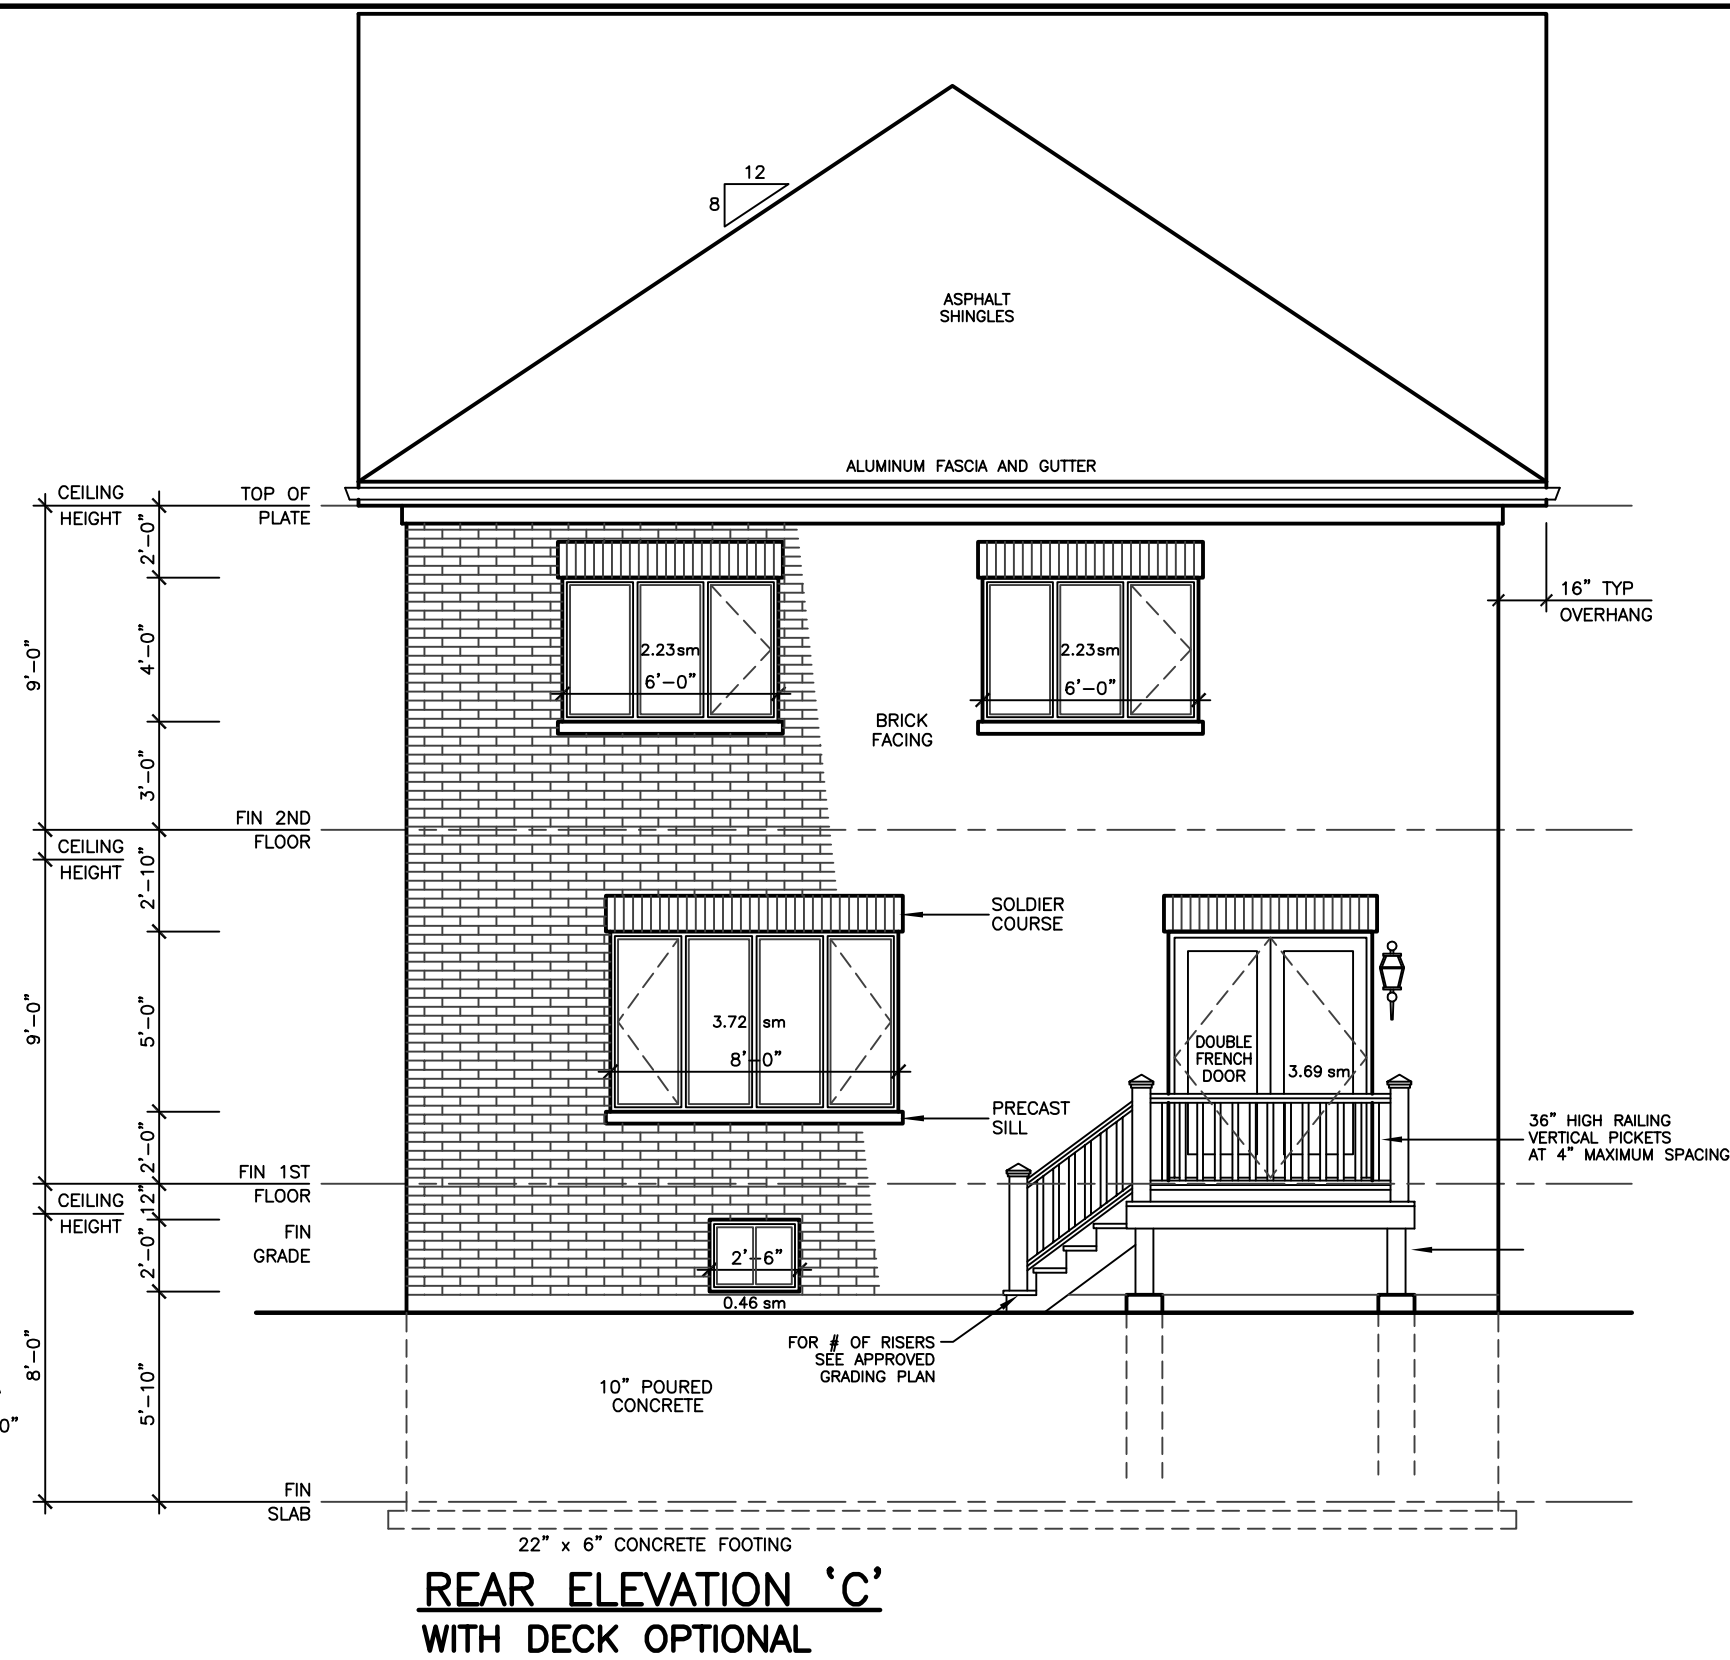 12
8
ASPHALT
SHINGLES
ALUMINUM FASCIA AND GUTTER
CEILING
HEIGHT
TOP OF
PLATE
2'-0"
16" TYP
OVERHANG
4'-0"
9'-0"
2.23sm
6'-0"
2.23sm
6'-0"
BRICK
FACING
3'-0"
FIN 2ND
FLOOR
CEILING
HEIGHT
2'-10"
SOLDIER
COURSE
9'-0"
5'-0"
3.72 sm
8'-0"
DOUBLE
FRENCH
DOOR
3.69 sm
PRECAST
SILL
36" HIGH RAILING
VERTICAL PICKETS
AT 4" MAXIMUM SPACING
2'-0"
FIN 1ST
FLOOR
CEILING
HEIGHT
12"
FIN
GRADE
2'-0"
2'-6"
0.46 sm
FOR # OF RISERS
SEE APPROVED
GRADING PLAN
8'-0"
5'-10"
10" POURED
CONCRETE
0"
FIN
SLAB
22" x 6" CONCRETE FOOTING
REAR ELEVATION 'C'
WITH DECK OPTIONAL